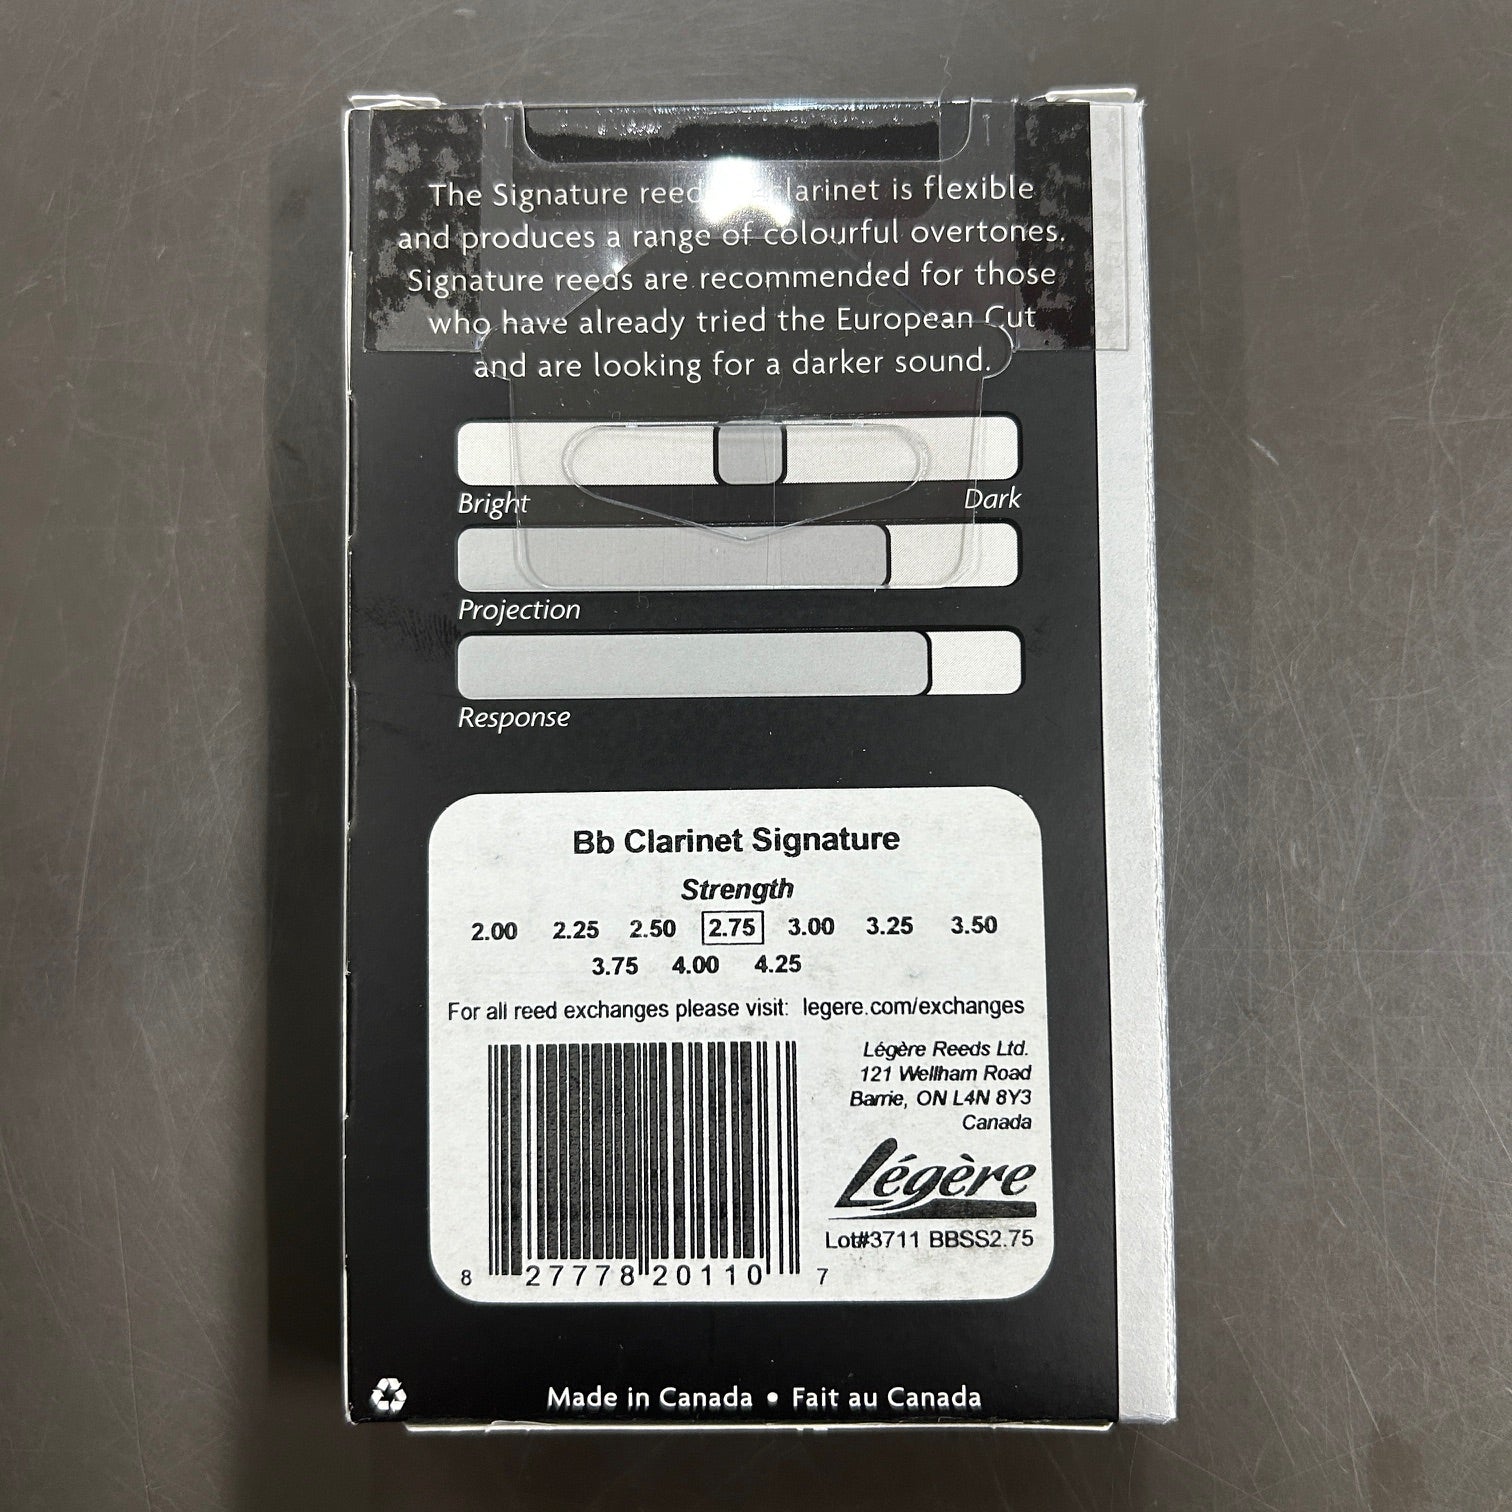 The Signature reed clarinet is flexible
and produces a range of colourful overtones.
Signature reeds are recommended for those
who have already tried the European Cut
and are looking for a darker sound.
Bright Dark
Projection
Response
Bb Clarinet Signature
Strength
2.00 2.25 2.50 2.75 3.00 3.25 3.50
3.75 4.00 4.25
For all reed exchanges please visit: legere.com/exchanges
Légère Reeds Ltd.
121 Wellham Road
Barrie, ON L4N 8Y3
Canada
Légère
Lot#3711 BBSS2.75
8 27778 20110 7
Made in Canada • Fait au Canada